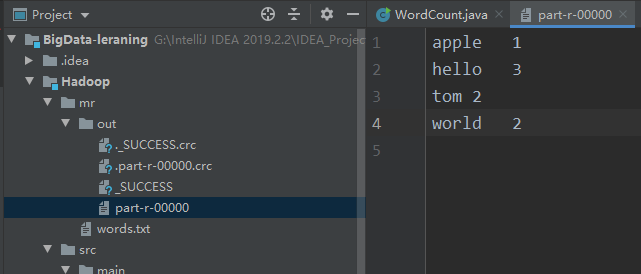 Project
WordCount.java
part-r-00000
BigData-leraning G:\IntelliJ IDEA 2019.2.2\IDEA_Projec
.idea
Hadoop
mr
out
._SUCCESS.crc
.part-r-00000.crc
_SUCCESS
part-r-00000
words.txt
src
main
1 apple 1
2 hello 3
3 tom 2
4 world 2
5